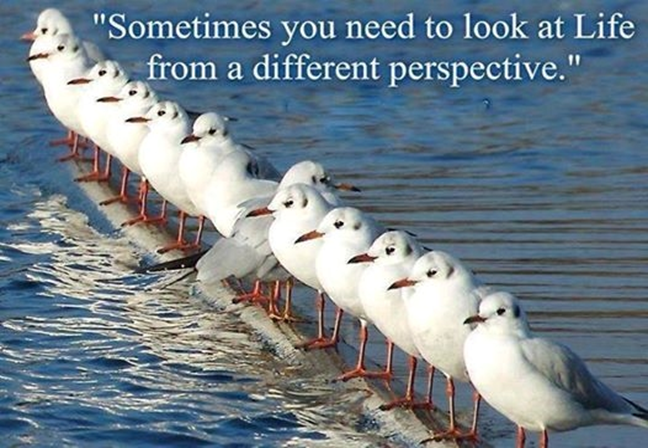 "Sometimes you need to look at Life
from a different perspective."